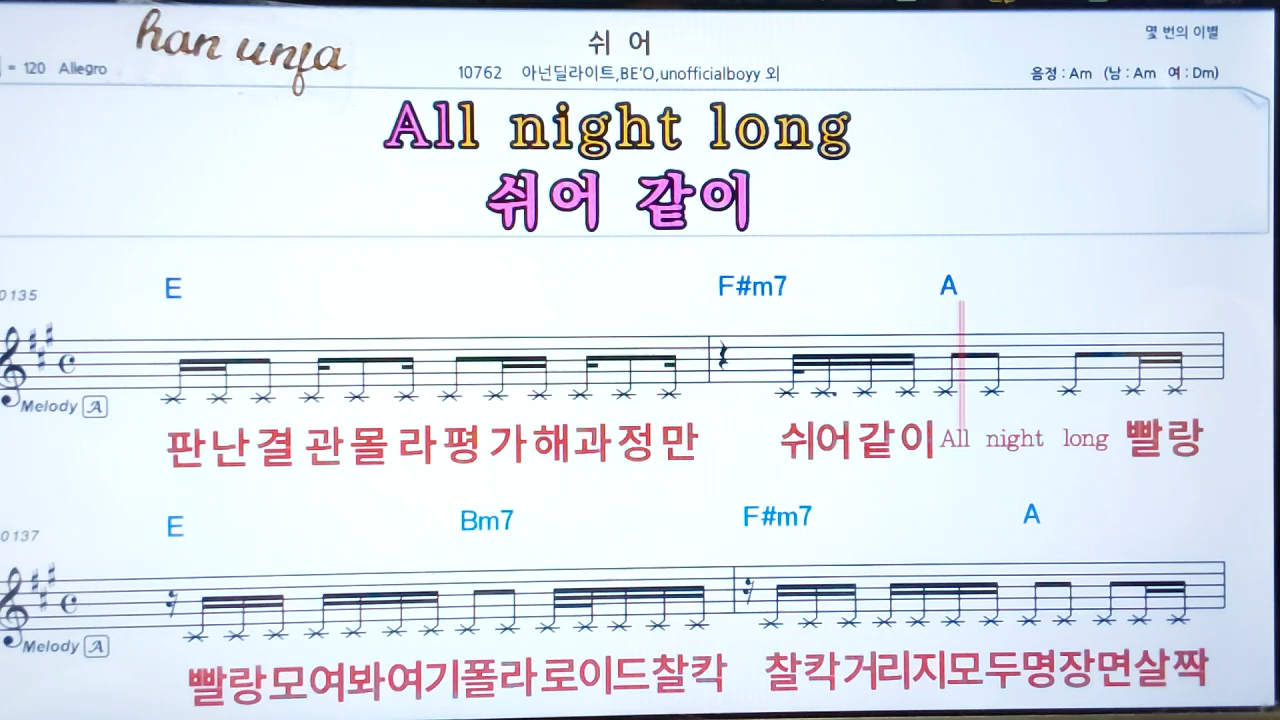 han unfa
= 120 Allegro
쉬 어
몇 번의 이별
10762 아넌딜라이트,BE'O,unofficialboyy 외
음정 : Am (남 : Am 여 : Dm)
All night long
쉬어 같이
0135
E F#m7 A
Melody A
판난결 관몰 라평 가해과정만 쉬어같이 All night long 빨랑
0137
E Bm7 F#m7 A
Melody A
빨랑모여봐여기폴라로이드찰칵 찰칵거리지모두명장면살짝